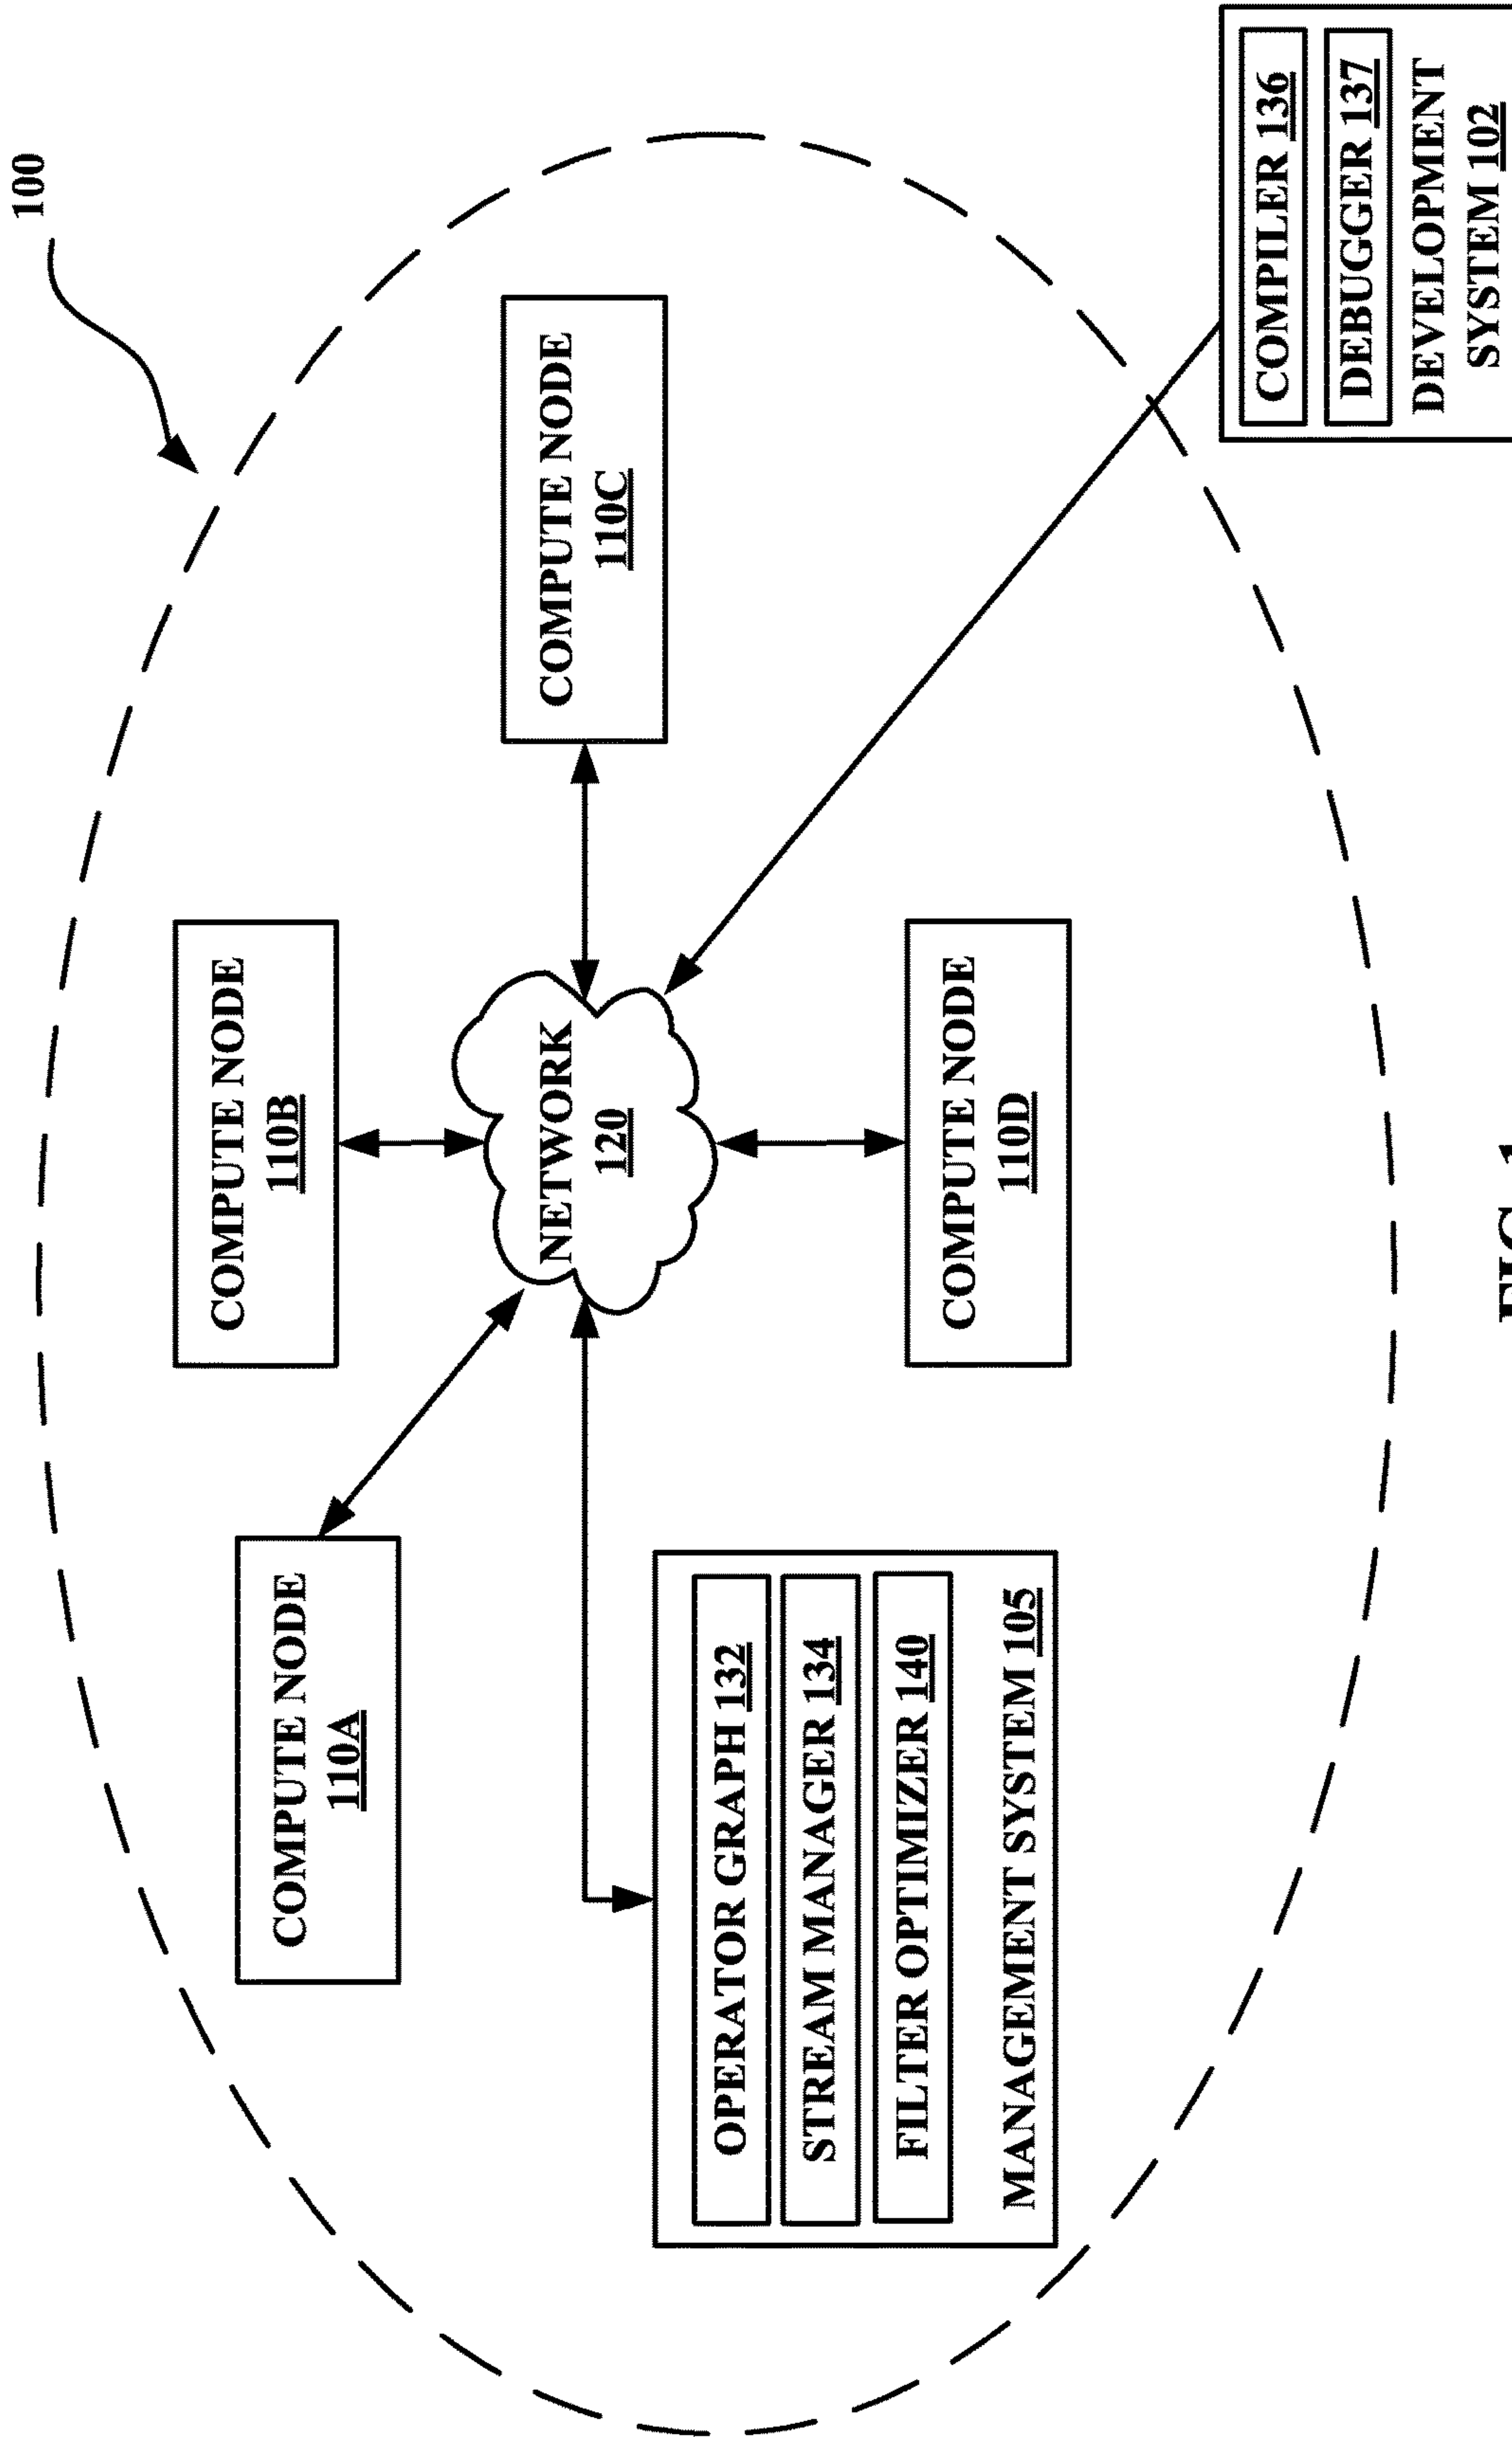 100
COMPUTE NODE
110A
COMPUTE NODE
110B
COMPUTE NODE
110C
NETWORK
120
COMPUTE NODE
110D
OPERATOR GRAPH 132
STREAM MANAGER 134
FILTER OPTIMIZER 140
MANAGEMENT SYSTEM 105
COMPILER 136
DEBUGGER 137
DEVELOPMENT
SYSTEM 102